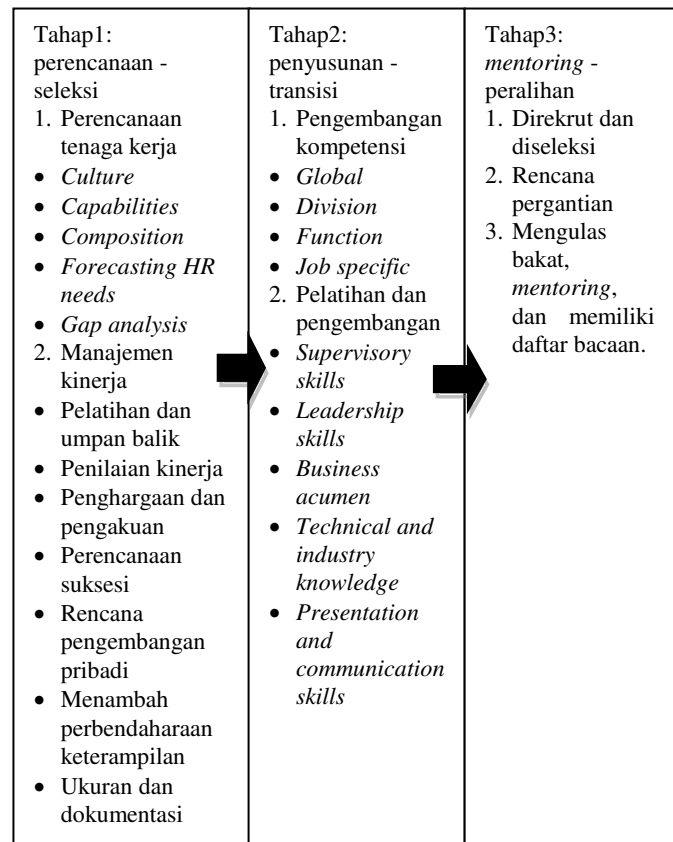 Tahap1:
perencanaan -
seleksi
1. Perencanaan
tenaga kerja
• Culture
• Capabilities
• Composition
• Forecasting HR
needs
• Gap analysis
2. Manajemen
kinerja
• Pelatihan dan
umpan balik
• Penilaian kinerja
• Penghargaan dan
pengakuan
• Perencanaan
suksesi
• Rencana
pengembangan
pribadi
• Menambah
perbendaharaan
keterampilan
• Ukuran dan
dokumentasi
Tahap2:
penyusunan -
transisi
1. Pengembangan
kompetensi
• Global
• Division
• Function
• Job specific
2. Pelatihan dan
pengembangan
• Supervisory
skills
• Leadership
skills
• Business
acumen
• Technical and
industry
knowledge
• Presentation
and
communication
skills
Tahap3:
mentoring -
peralihan
1. Direkrut dan
diseleksi
2. Rencana
pergantian
3. Mengulas
bakat,
mentoring,
dan memiliki
daftar bacaan.